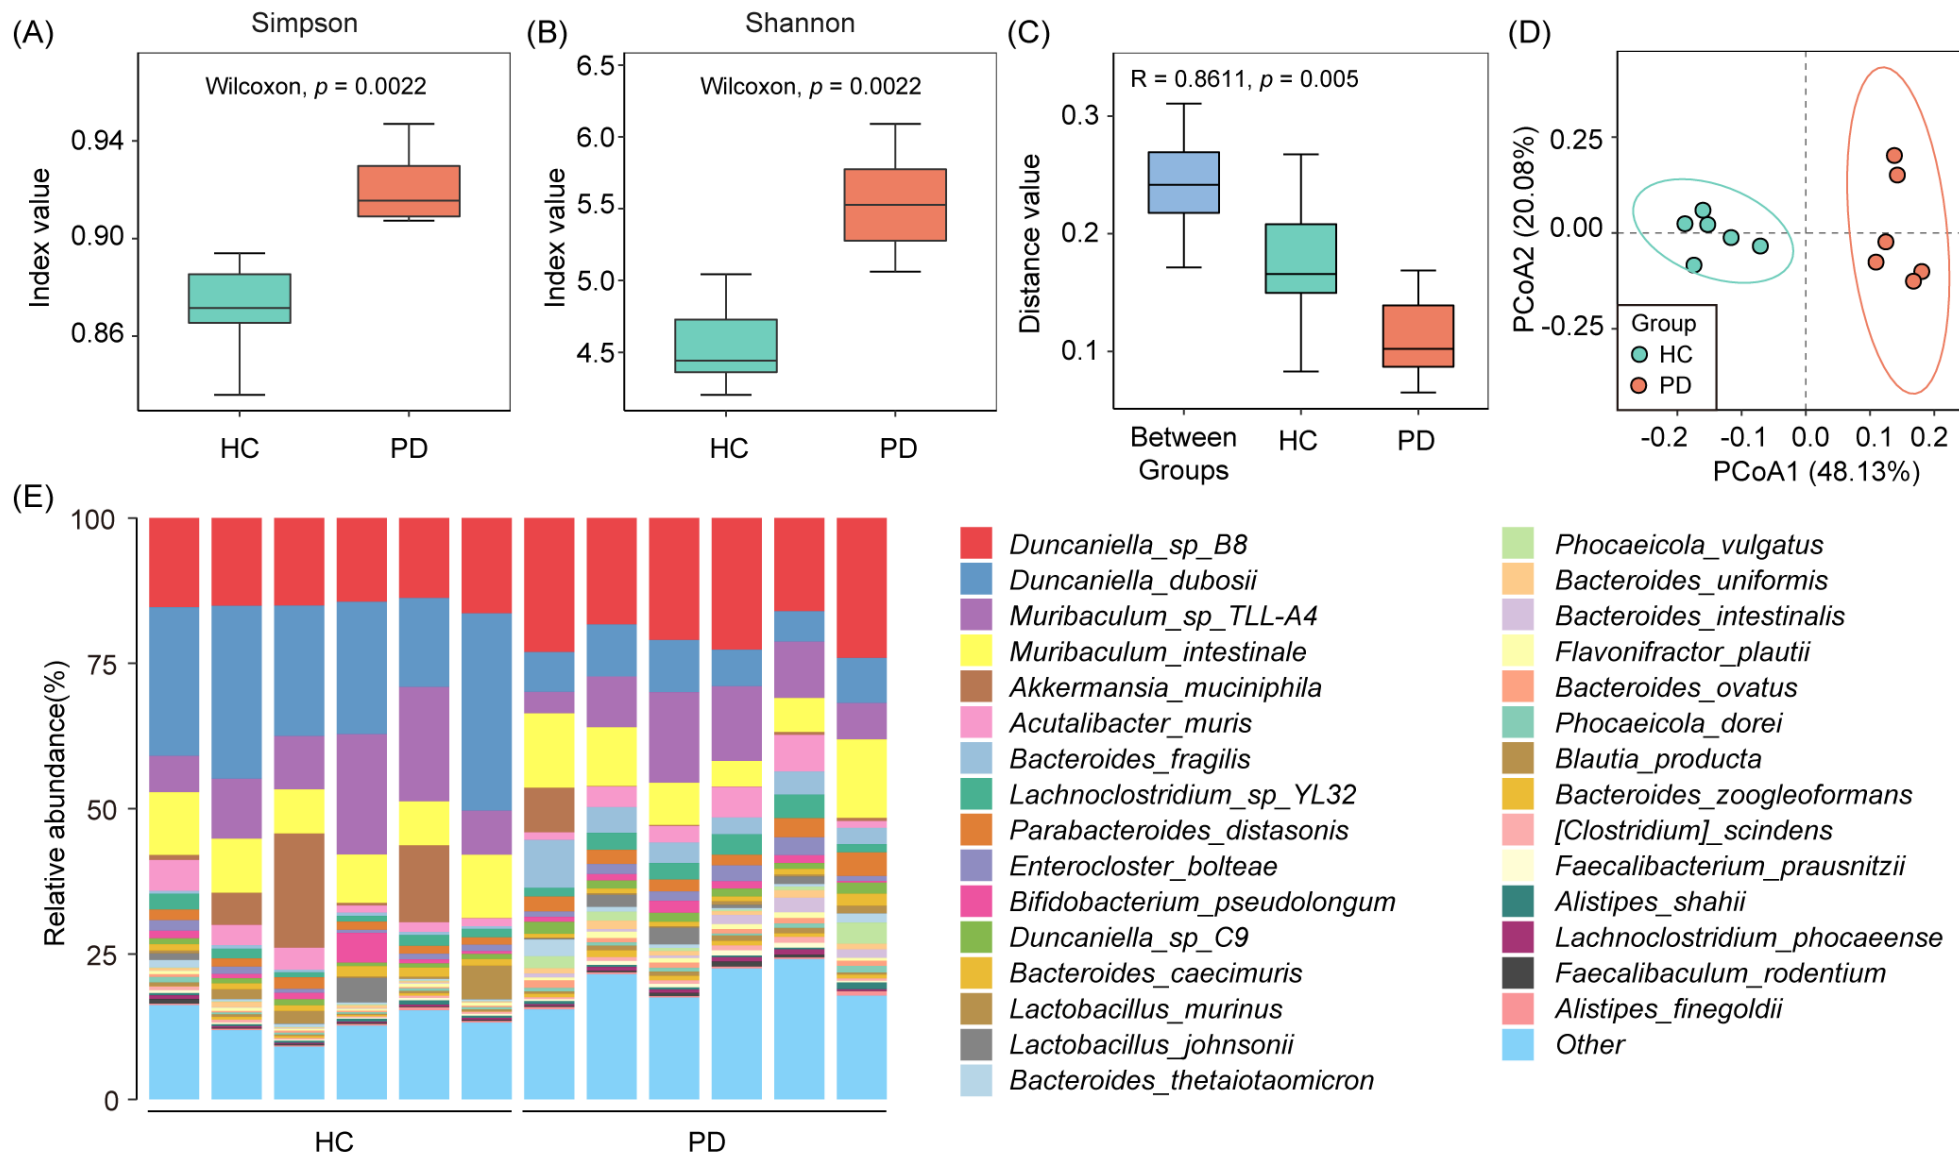 (A)
Simpson
Wilcoxon, p = 0.0022
Index value
0.94
0.90
0.86
HC
PD
(B)
Shannon
Wilcoxon, p = 0.0022
Index value
6.5
6.0
5.5
5.0
4.5
HC
PD
(C)
R = 0.8611, p = 0.005
Distance value
0.3
0.2
0.1
Between
Groups
HC
PD
(D)
PCoA2 (20.08%)
0.25
0.00
-0.25
Group
HC
PD
-0.2
-0.1
0.0
0.1
0.2
PCoA1 (48.13%)
(E)
Relative abundance(%)
100
75
50
25
0
HC
PD
Duncaniella_sp_B8
Duncaniella_dubosii
Muribaculum_sp_TLL-A4
Muribaculum_intestinale
Akkermansia_muciniphila
Acutalibacter_muris
Bacteroides_fragilis
Lachnoclostridium_sp_YL32
Parabacteroides_distasonis
Enterocloster_bolteae
Bifidobacterium_pseudolongum
Duncaniella_sp_C9
Bacteroides_caecimuris
Lactobacillus_murinus
Lactobacillus_johnsonii
Bacteroides_thetaiotaomicron
Phocaeicola_vulgatus
Bacteroides_uniformis
Bacteroides_intestinalis
Flavonifractor_plautii
Bacteroides_ovatus
Phocaeicola_dorei
Blautia_producta
Bacteroides_zoogleoformans
[Clostridium]_scindens
Faecalibacterium_prausnitzii
Alistipes_shahii
Lachnoclostridium_phocaeense
Faecalibaculum_rodentium
Alistipes_finegoldii
Other